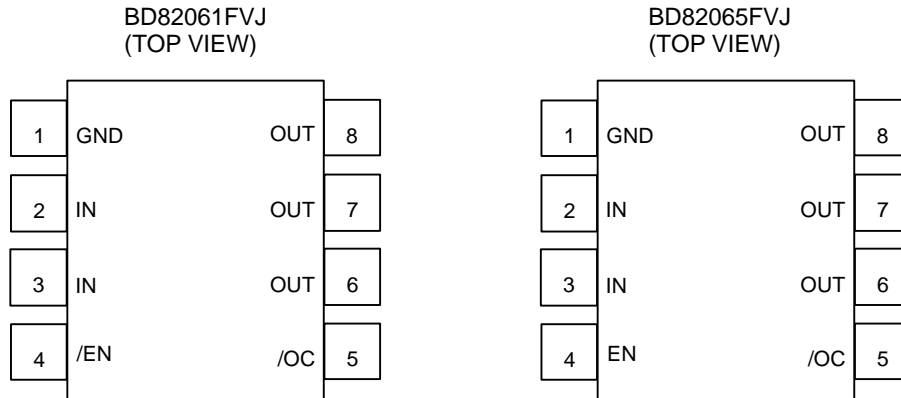 BD82061FVJ
(TOP VIEW)
1 GND OUT 8
2 IN OUT 7
3 IN OUT 6
4 /EN /OC 5
BD82065FVJ
(TOP VIEW)
1 GND OUT 8
2 IN OUT 7
3 IN OUT 6
4 EN /OC 5